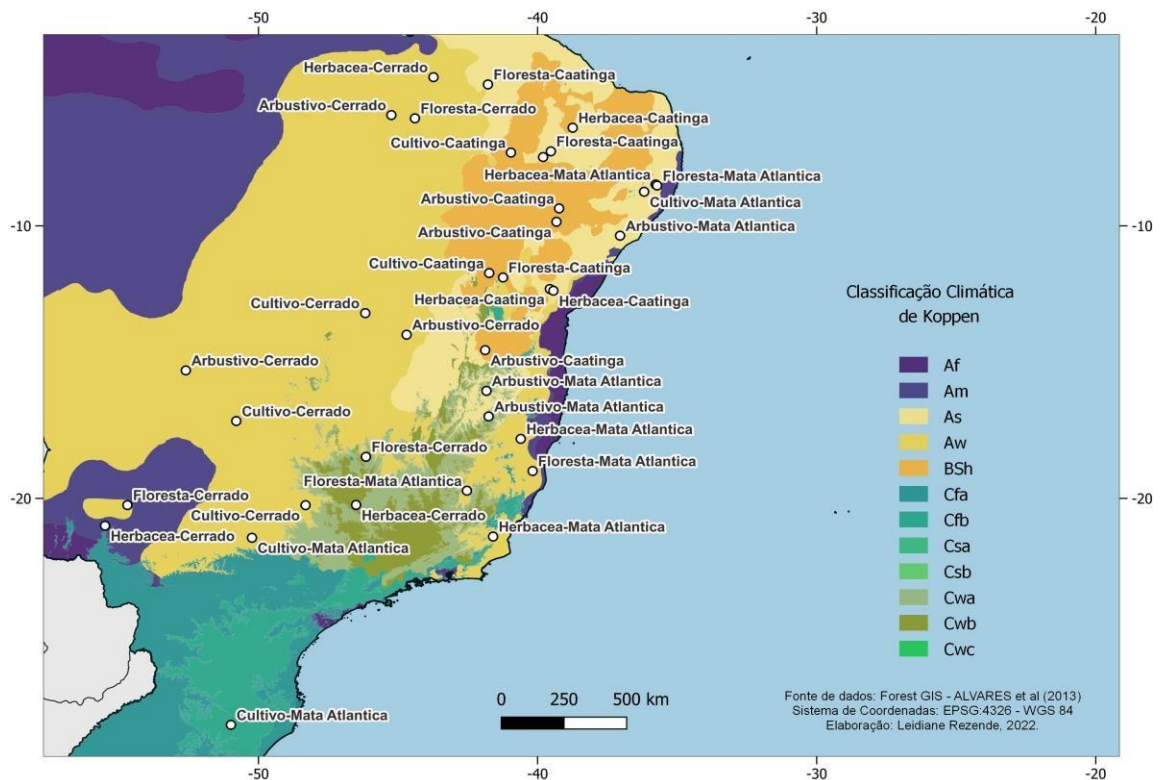 -50
-40
-30
-20
Herbacea-Cerrado
Floresta-Caatinga
Arbustivo-Cerrado
Floresta-Cerrado
Herbacea-Caatinga
Cultivo-Caatinga
Floresta-Caatinga
Herbacea-Mata Atlantica
Floresta-Mata Atlantica
Arbustivo-Caatinga
Cultivo-Mata Atlantica
-10
Arbustivo-Caatinga
Arbustivo-Mata Atlantica
-10
Cultivo-Caatinga
Floresta-Caatinga
Cultivo-Cerrado
Herbacea-Caatinga
Herbacea-Caatinga
Arbustivo-Cerrado
Arbustivo-Cerrado
Arbustivo-Caatinga
Arbustivo-Mata Atlantica
Cultivo-Cerrado
Arbustivo-Mata Atlantica
Herbacea-Mata Atlantica
Floresta-Cerrado
Floresta-Mata Atlantica
Floresta-Mata Atlantica
-20
Floresta-Cerrado
Cultivo-Cerrado
Herbacea-Cerrado
-20
Herbacea-Cerrado
Cultivo-Mata Atlantica
Herbacea-Mata Atlantica
Cultivo-Mata Atlantica
Classificação Climática
de Koppen
Af
Am
As
Aw
BSh
Cfa
Cfb
Csa
Csb
Cwa
Cwb
Cwc
0 250 500 km
Fonte de dados: Forest GIS - ALVARES et al (2013)
Sistema de Coordenadas: EPSG:4326 - WGS 84
Elaboração: Leidiane Rezende, 2022.
-50
-40
-30
-20